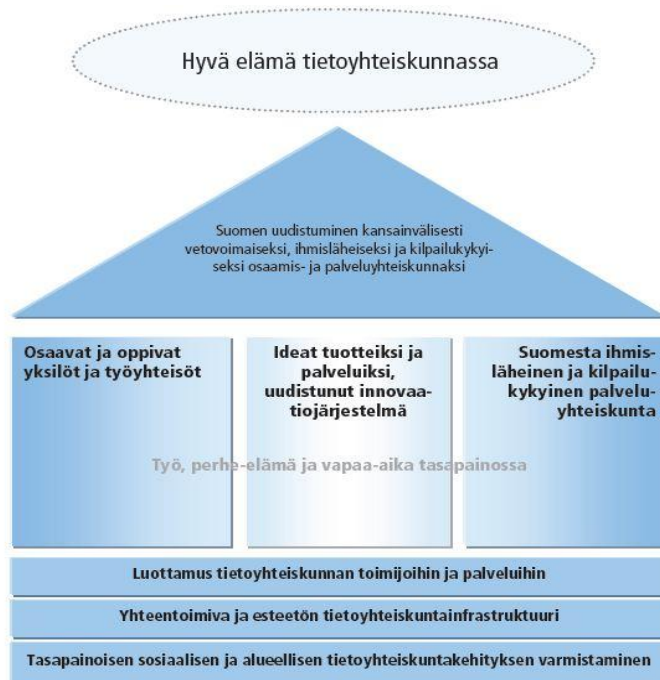 Hyvä elämä tietoyhteiskunnassa
Suomen uudistuminen kansainvälisesti
vetovoimaiseksi, ihmisläheiseksi ja kilpailukykyi-
seksi osaamis- ja palveluyhteiskunnaksi
Osaavat ja oppivat
yksilöt ja työyhteisöt
Ideat tuotteiksi ja
palveluiksi,
uudistunut innovaa-
tiojärjestelmä
Suomesta ihmis-
läheinen ja kilpailu-
kykyinen palvelu-
yhteiskunta
Työ, perhe-elämä ja vapaa-aika tasapainossa
Luottamus tietoyhteiskunnan toimijoihin ja palveluihin
Yhteentoimiva ja esteetön tietoyhteiskuntainfrastruktuuri
Tasapainoisen sosiaalisen ja alueellisen tietoyhteiskuntakehityksen varmistaminen